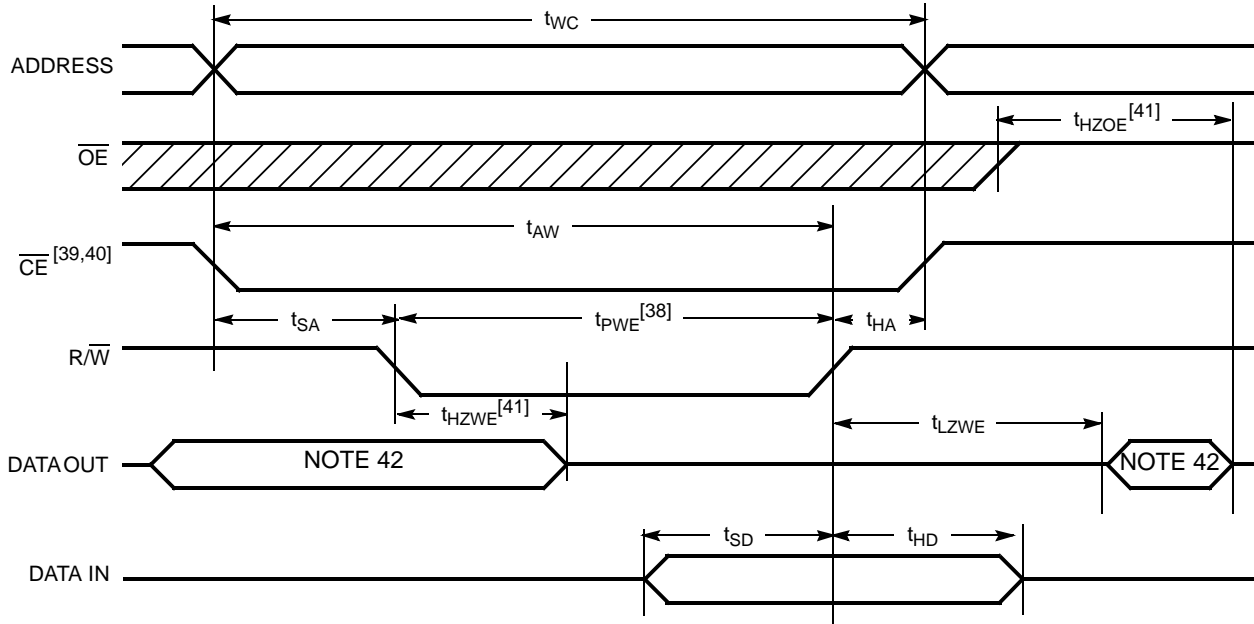 tWC
ADDRESS
tHZOE[41]
OE
tAW
CE [39,40]
tSA
tPWE[38]
tHA
R/W
tHZWE[41]
tLZWE
DATA OUT
NOTE 42
NOTE 42
tSD
tHD
DATA IN